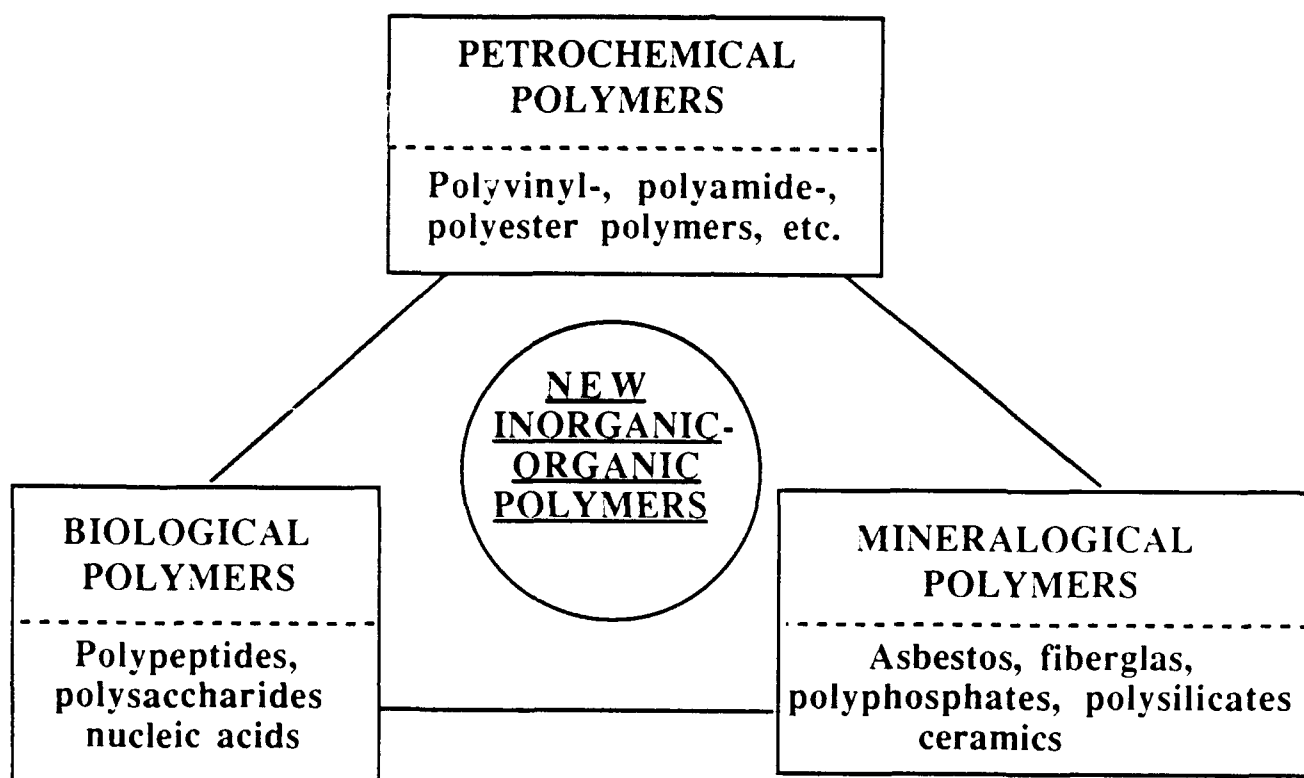 PETROCHEMICAL
POLYMERS
Polyvinyl-, polyamide-,
polyester polymers, etc.
NEW
INORGANIC-
ORGANIC
POLYMERS
BIOLOGICAL
POLYMERS
Polypeptides,
polysaccharides
nucleic acids
MINERALOGICAL
POLYMERS
Asbestos, fiberglas,
polyphosphates, polysilicates
ceramics